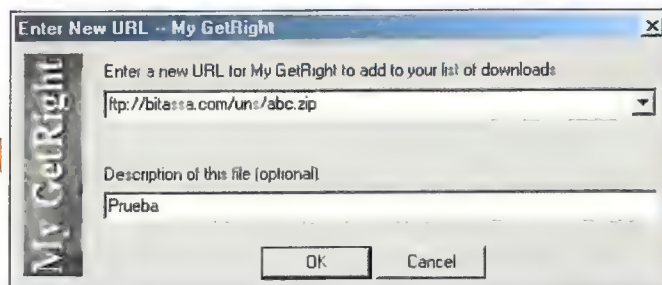 Enter New URL -- My GetRight
My GetRight
Enter a new URL for My GetRight to add to your list of downloads
ftp://bitassa.com/uns/abc.zip
Description of this file (optional)
Prueba
OK
Cancel